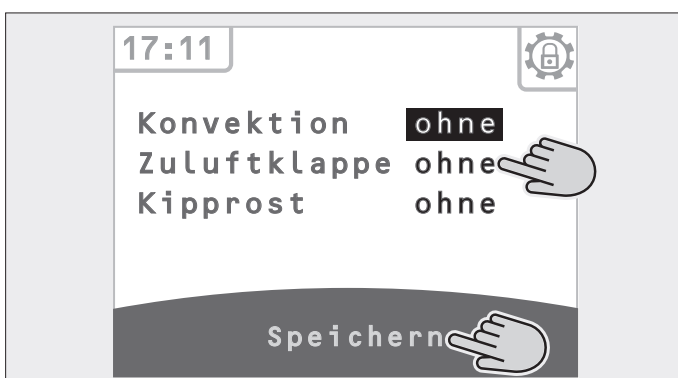 17:11
Konvektion ohne
Zuluftklappe ohne
Kipprost ohne
Speichern